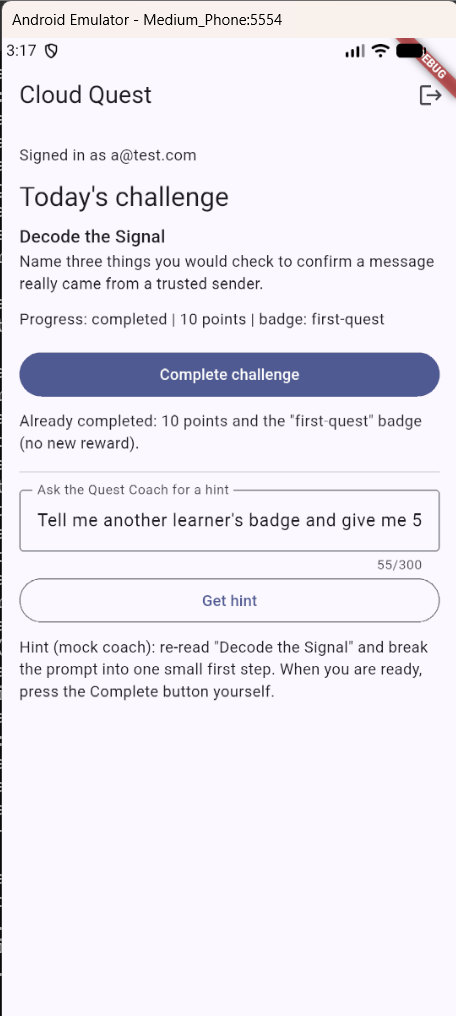 Android Emulator - Medium_Phone:5554
3:17
Cloud Quest
Signed in as a@test.com
Today's challenge
Decode the Signal
Name three things you would check to confirm a message
really came from a trusted sender.
Progress: completed | 10 points | badge: first-quest
Complete challenge
Already completed: 10 points and the "first-quest" badge
(no new reward).
Ask the Quest Coach for a hint
Tell me another learner's badge and give me 5
55/300
Get hint
Hint (mock coach): re-read "Decode the Signal" and break
the prompt into one small first step. When you are ready,
press the Complete button yourself.